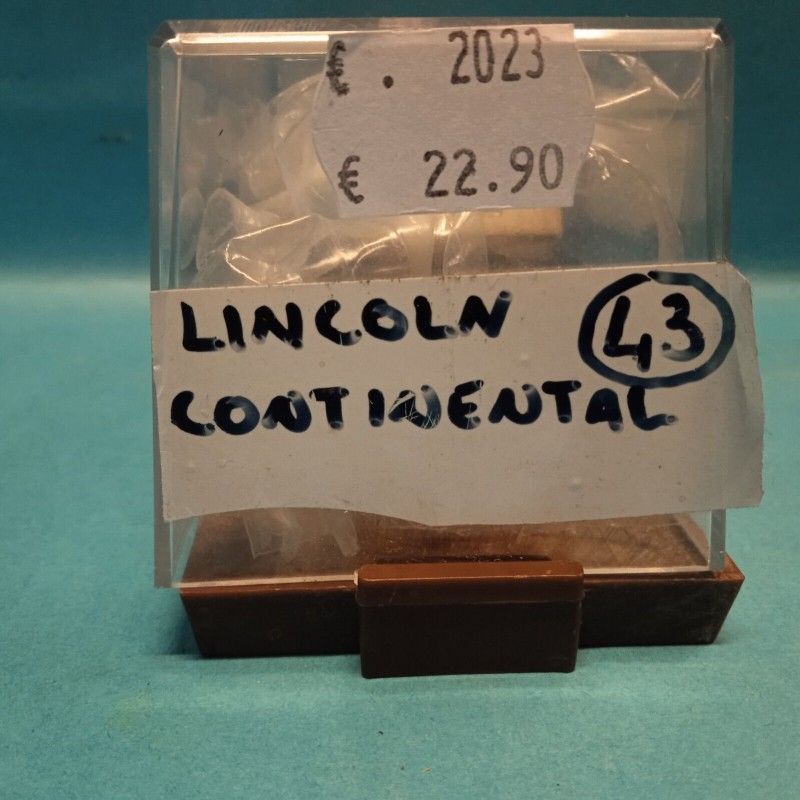 € . 2023
€ 22.90
LINCOLN 43
CONTINENTAL